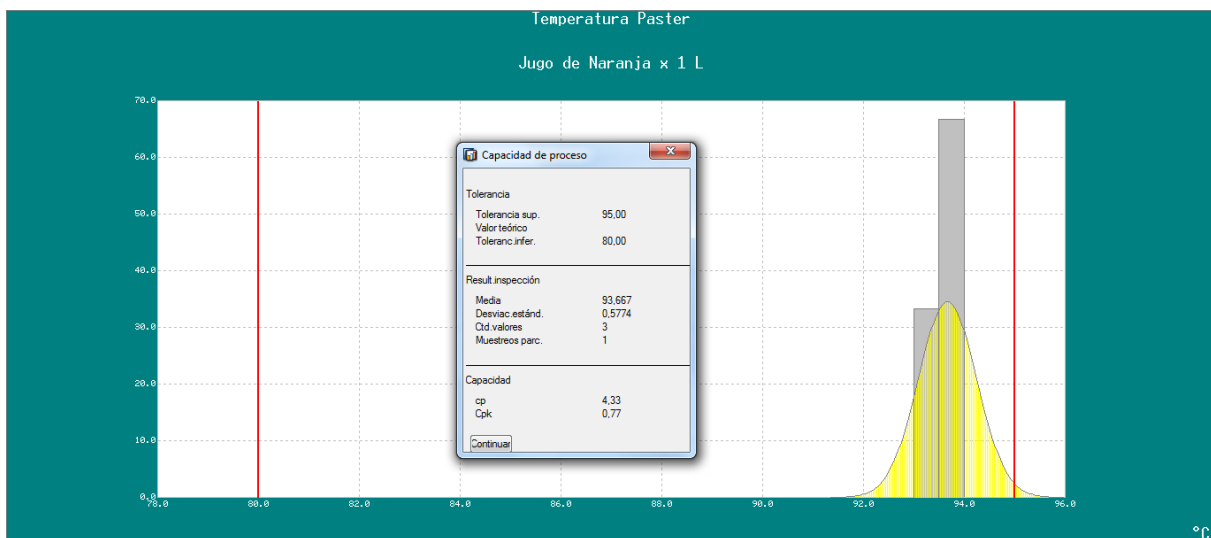 Temperatura Paster
Jugo de Naranja x 1 L
70.0
60.0
50.0
40.0
30.0
20.0
10.0
0.0
78.0 80.0 82.0 84.0 86.0 88.0 90.0 92.0 94.0 96.0
°C
Capacidad de proceso
Tolerancia
Tolerancia sup. 95,00
Valor teórico
Toleranc.infer. 80,00
Result.inspección
Media 93,667
Desviac.estánd. 0,5774
Ctd.valores 3
Muestreos parc. 1
Capacidad
cp 4,33
Cpk 0,77
Continuar